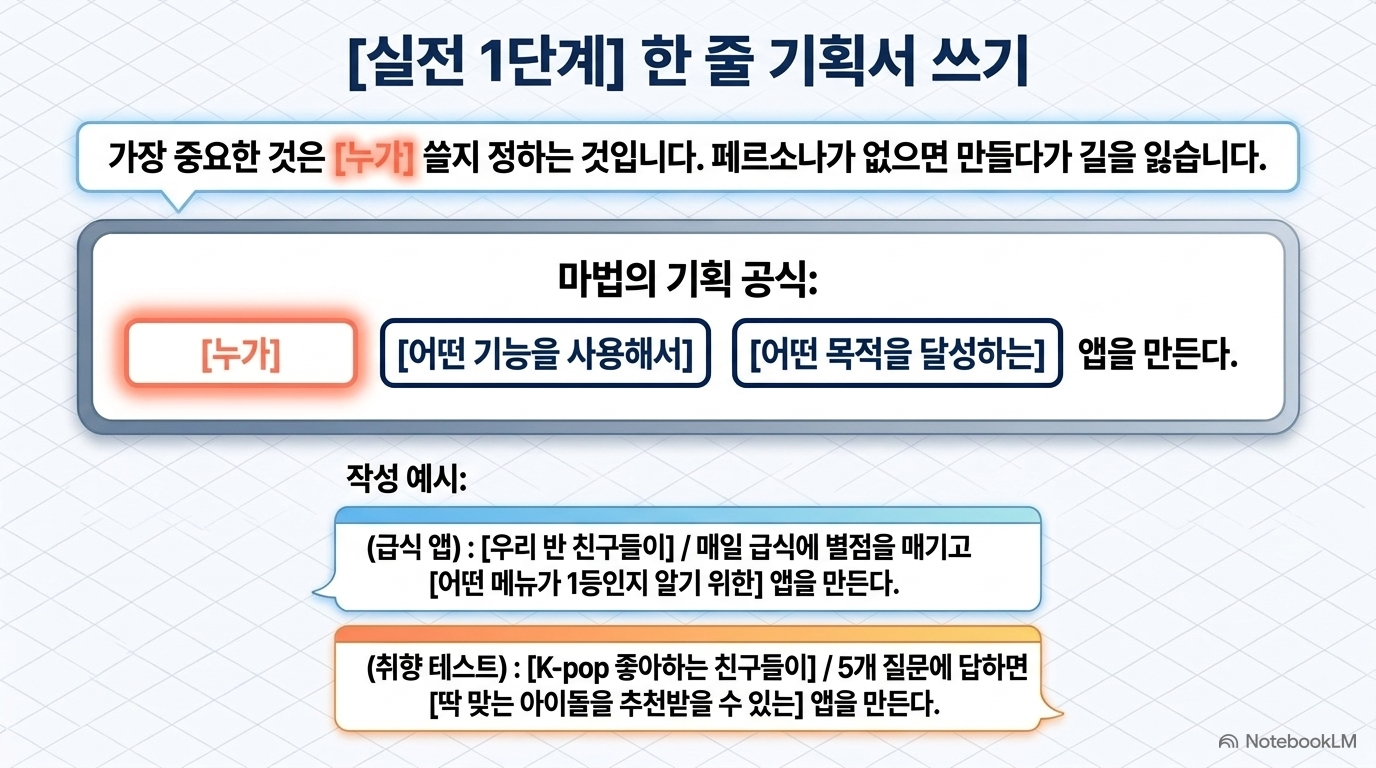 [실전 1단계] 한 줄 기획서 쓰기
가장 중요한 것은 [누가] 쓸지 정하는 것입니다. 페르소나가 없으면 만들다가 길을 잃습니다.
마법의 기획 공식:
[누가] [어떤 기능을 사용해서] [어떤 목적을 달성하는] 앱을 만든다.
작성 예시:
(급식 앱) : [우리 반 친구들이] / 매일 급식에 별점을 매기고
[어떤 메뉴가 1등인지 알기 위한] 앱을 만든다.
(취향 테스트) : [K-pop 좋아하는 친구들이] / 5개 질문에 답하면
[딱 맞는 아이돌을 추천받을 수 있는] 앱을 만든다.
NotebookLM